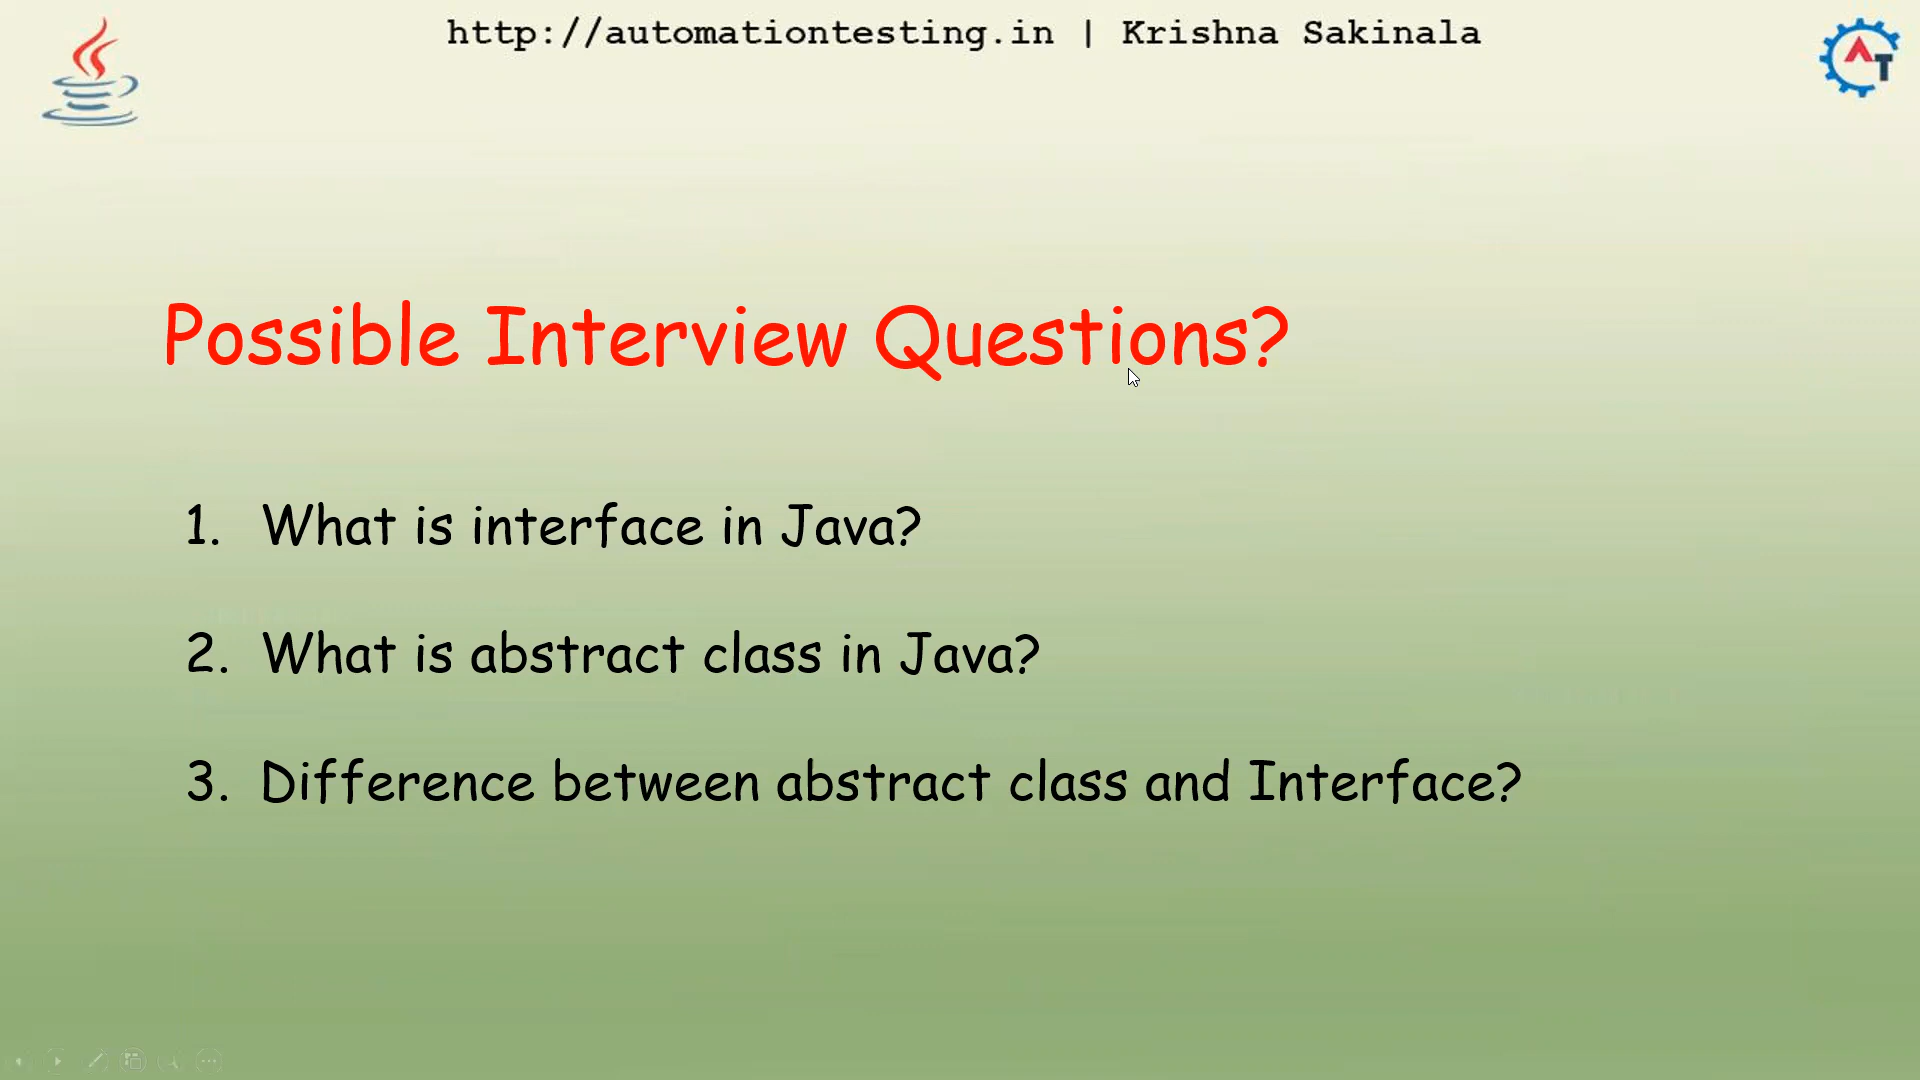 http://automationtesting.in | Krishna Sakinala
AT
Possible Interview Questions?
1. What is interface in Java?
2. What is abstract class in Java?
3. Difference between abstract class and Interface?